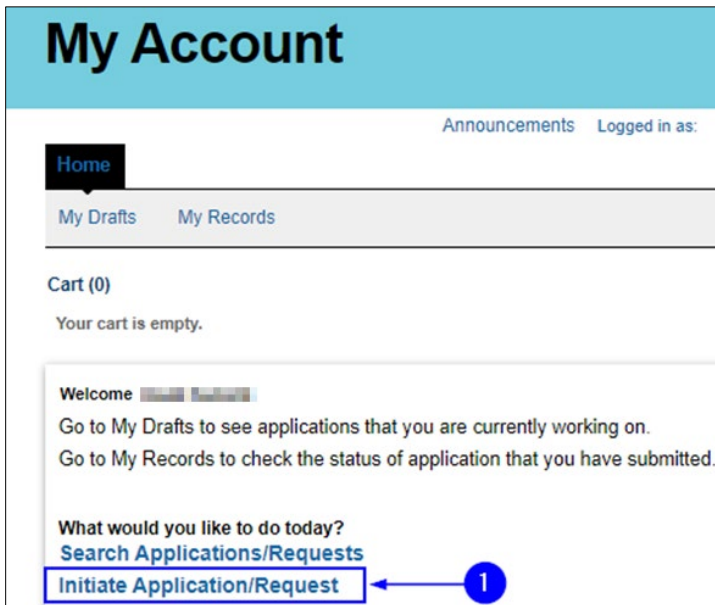 My Account
Announcements Logged in as:
Home
My Drafts My Records
Cart (0)
Your cart is empty.
Welcome
Go to My Drafts to see applications that you are currently working on.
Go to My Records to check the status of application that you have submitted.
What would you like to do today?
Search Applications/Requests
Initiate Application/Request 1